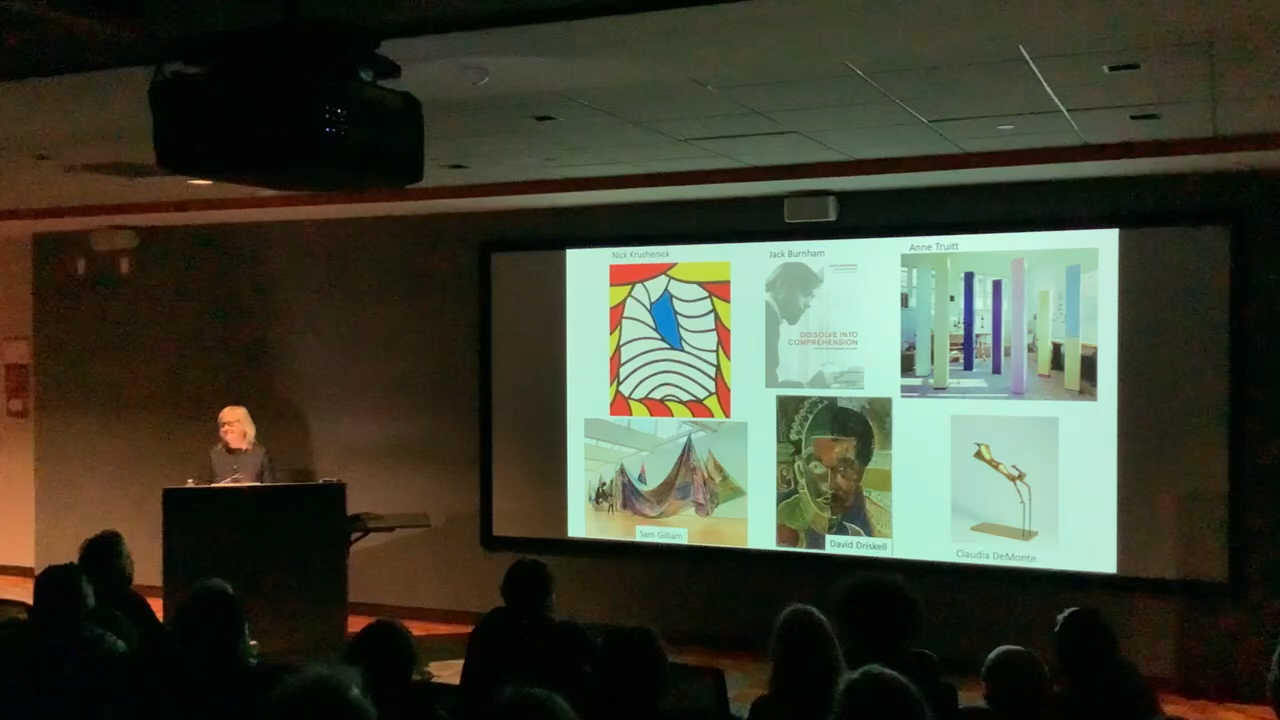 Nick Krushenick
Jack Burnham
Anne Truitt
DISSOLVE INTO
COMPREHENSION
Sam Gilliam
David Driskell
Claudia DeMonte